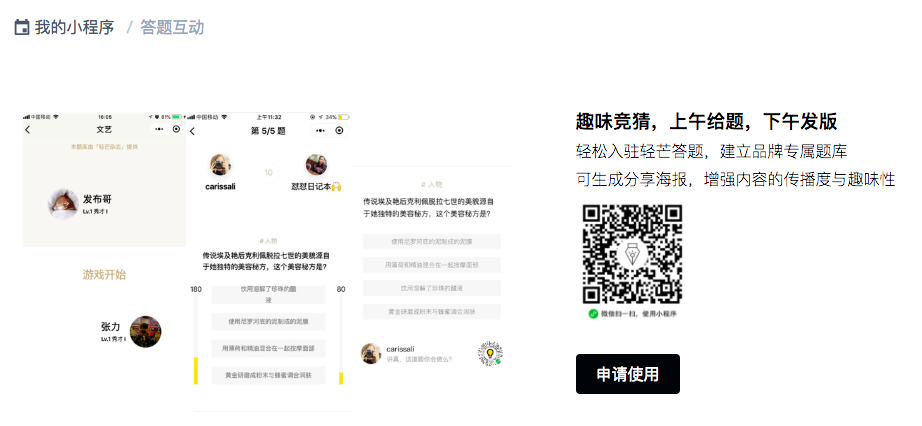 我的小程序 / 答题互动
中国移动 16:05 81%
文艺
本题库由「轻芒杂志」提供
发布哥
Lv.1 秀才 I
游戏开始
张力
Lv.1 秀才 I
中国移动 上午11:32 34%
第 5/5 题
carissali
10
怼怼日记本🎧
# 人物
传说埃及艳后克利佩脱拉七世的美貌源自
于她独特的美容秘方，这个美容秘方是?
180
80
饮用溶解了珍珠的醋
液
使用尼罗河底的泥制成的泥膜
用薄荷和精油混合在一起按摩面部
黄金研磨成粉末与蜂蜜调合润肤
# 人物
传说埃及艳后克利佩脱拉七世的美貌源自
于她独特的美容秘方，这个美容秘方是?
使用尼罗河底的泥制成的泥膜
用薄荷和精油混合在一起按摩面部
饮用溶解了珍珠的醋液
黄金研磨成粉末与蜂蜜调合润肤
carissali
许真，这道题你会做么?
趣味竞猜，上午给题，下午发版
轻松入驻轻芒答题，建立品牌专属题库
可生成分享海报，增强内容的传播度与趣味性
微信扫一扫，使用小程序
申请使用